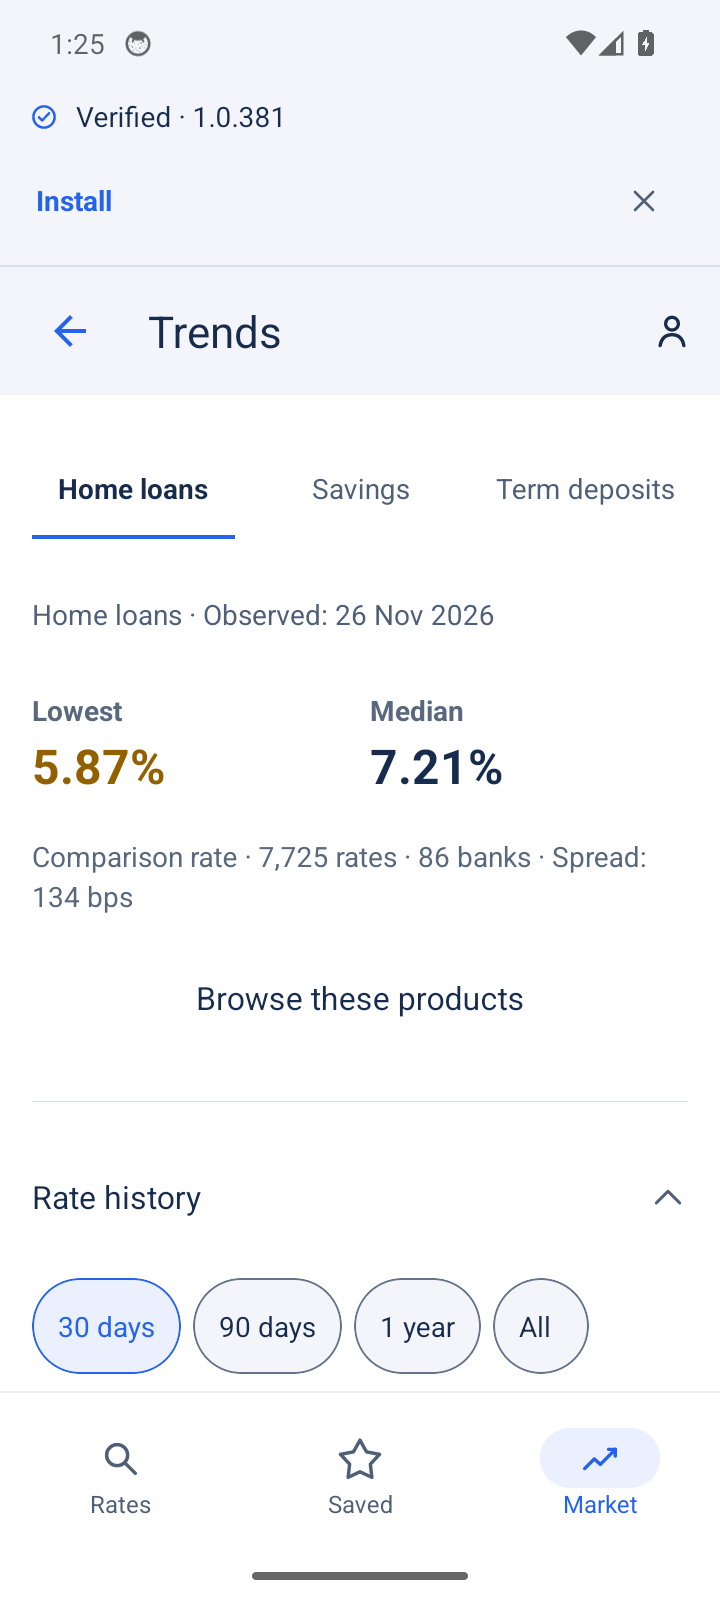 1:25
Verified · 1.0.381
Install
Trends
Home loans
Savings
Term deposits
Home loans · Observed: 26 Nov 2026
Lowest
Median
5.87%
7.21%
Comparison rate · 7,725 rates · 86 banks · Spread:
134 bps
Browse these products
Rate history
30 days
90 days
1 year
All
Rates
Saved
Market